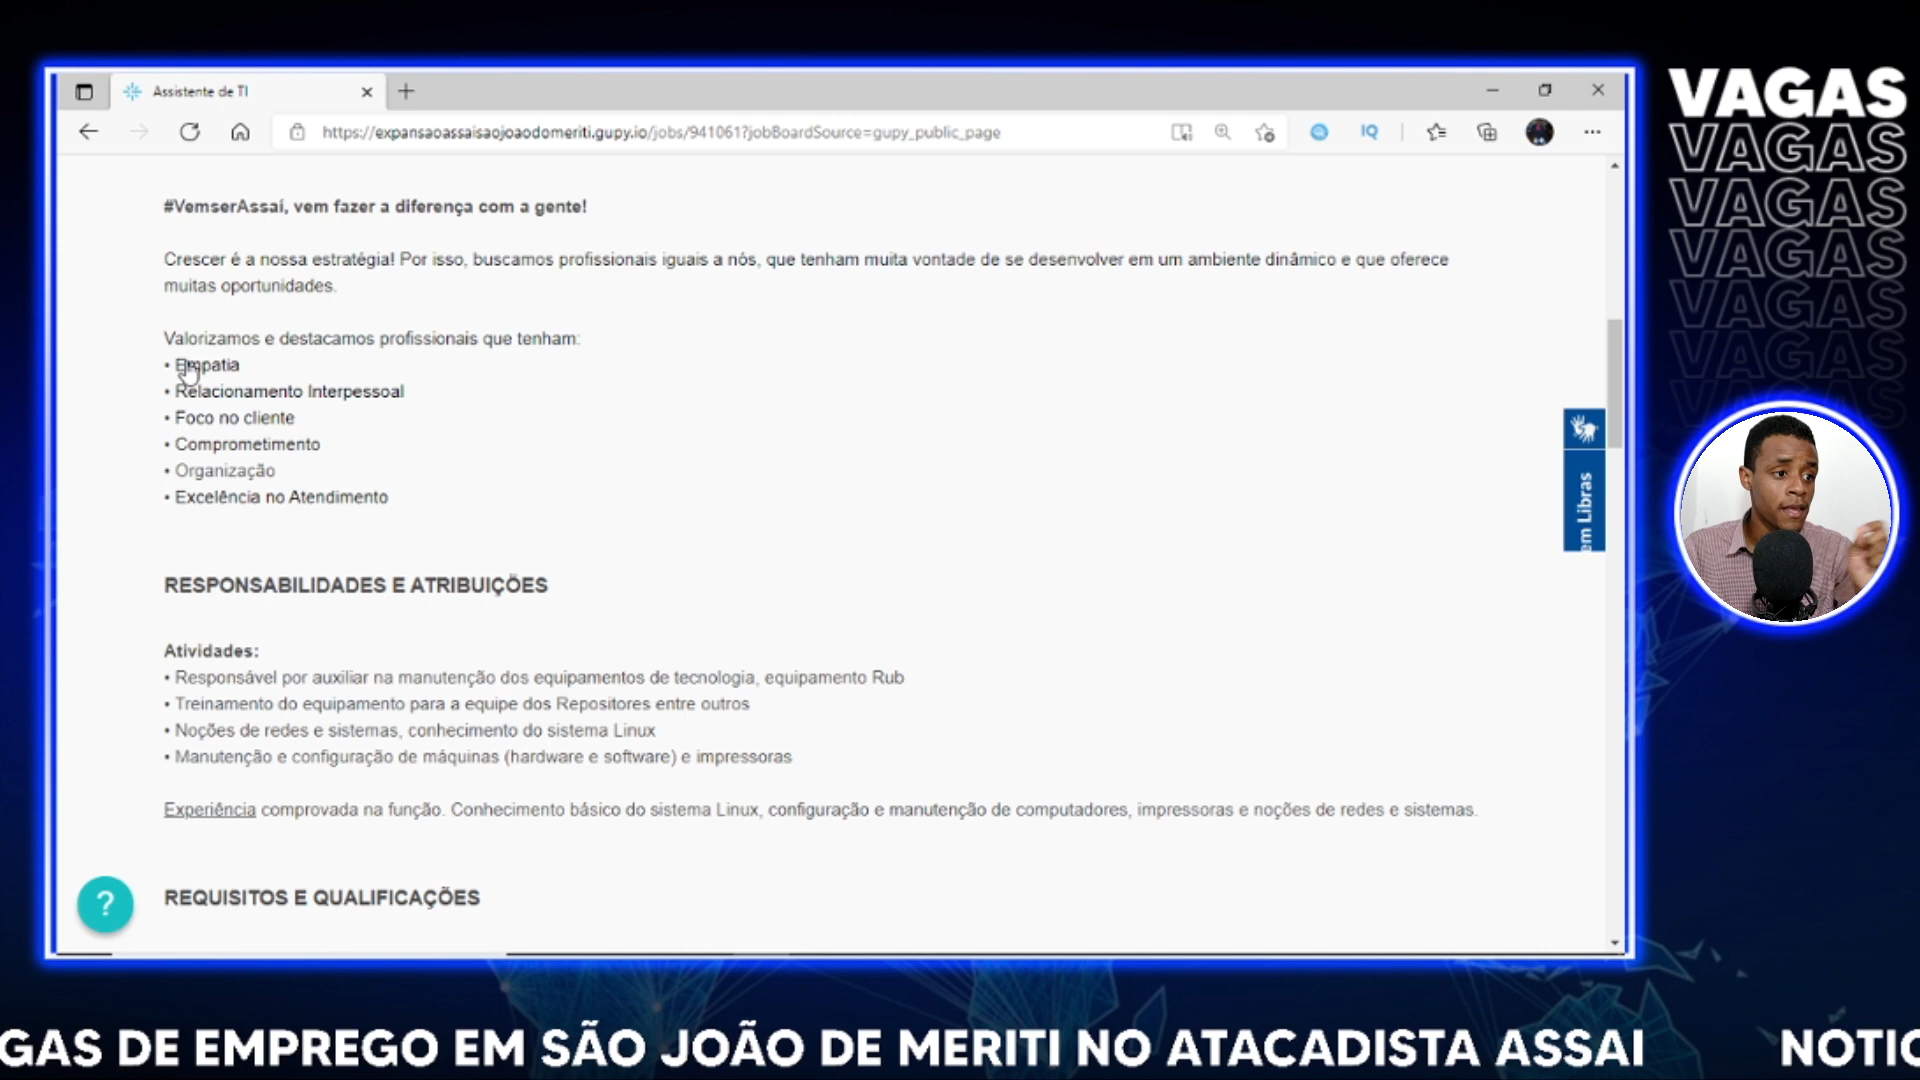 Assistente de TI
https://expansaoassaisaojoaodomeriti.gupy.io/jobs/941061?jobBoardSource=gupy_public_page
IQ
#VemserAssaí, vem fazer a diferença com a gente!
Crescer é a nossa estratégia! Por isso, buscamos profissionais iguais a nós, que tenham muita vontade de se desenvolver em um ambiente dinâmico e que oferece
muitas oportunidades.
Valorizamos e destacamos profissionais que tenham:
• Empatia
• Relacionamento Interpessoal
• Foco no cliente
• Comprometimento
• Organização
• Excelência no Atendimento
RESPONSABILIDADES E ATRIBUIÇÕES
Atividades:
• Responsável por auxiliar na manutenção dos equipamentos de tecnologia, equipamento Rub
• Treinamento do equipamento para a equipe dos Repositores entre outros
• Noções de redes e sistemas, conhecimento do sistema Linux
• Manutenção e configuração de máquinas (hardware e software) e impressoras
Experiência comprovada na função. Conhecimento básico do sistema Linux, configuração e manutenção de computadores, impressoras e noções de redes e sistemas.
?
REQUISITOS E QUALIFICAÇÕES
em Libras
VAGAS
VAGAS
VAGAS
VAGAS
VAGAS
VAGAS
VAGAS
GAS DE EMPREGO EM SÃO JOÃO DE MERITI NO ATACADISTA ASSAI
NOTIC